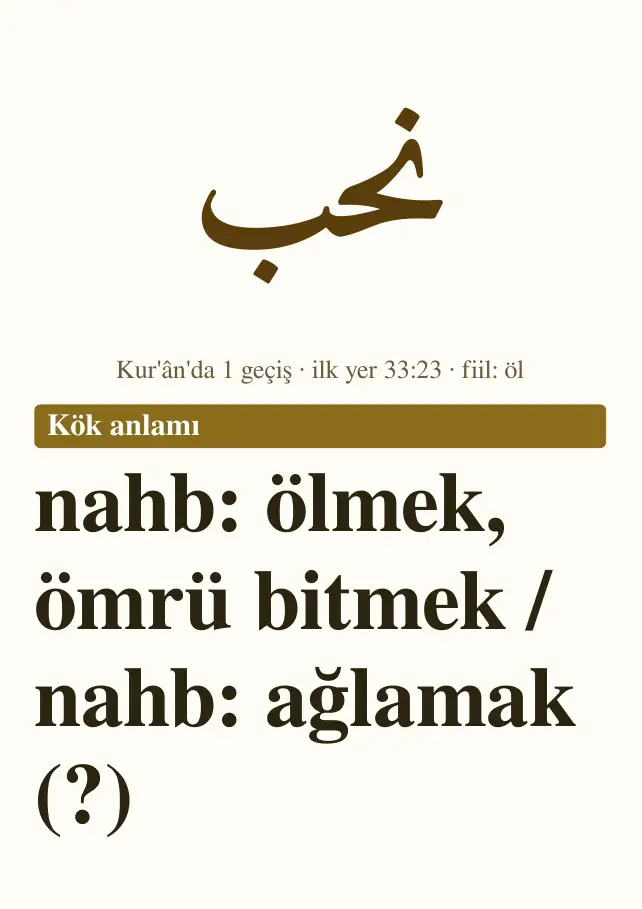 نحب
Kur'ân'da 1 geçiş · ilk yer 33:23 · fiil: öl
Kök anlamı
nahb: ölmek,
ömrü bitmek /
nahb: ağlamak
(?)